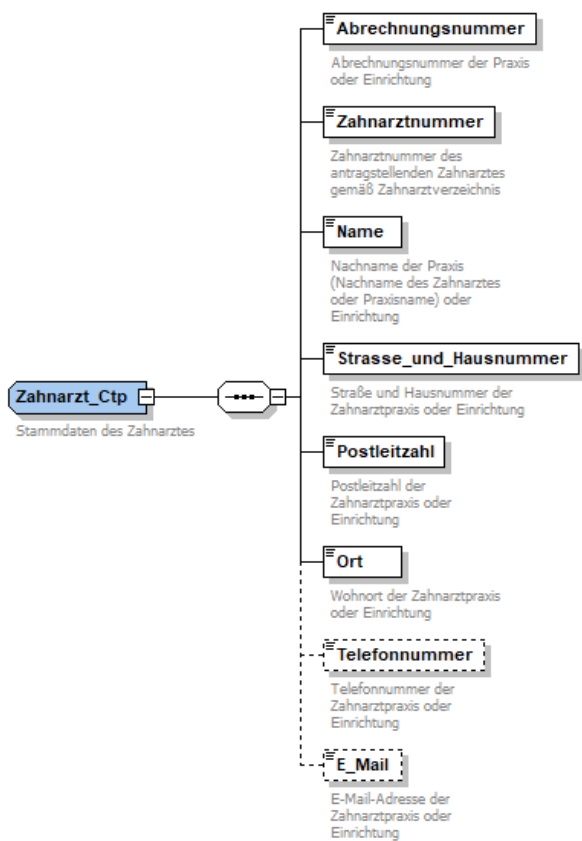 Abrechnungsnummer
Abrechnungsnummer der Praxis
oder Einrichtung
Zahnarztnummer
Zahnarztnummer des
antragstellenden Zahnarztes
gemäß Zahnarztverzeichnis
Name
Nachname der Praxis
(Nachname des Zahnarztes
oder Praxisname) oder
Einrichtung
Strasse_und_Hausnummer
Straße und Hausnummer der
Zahnarztpraxis oder Einrichtung
Zahnarzt_Ctp
Stammdaten des Zahnarztes
Postleitzahl
Postleitzahl der
Zahnarztpraxis oder
Einrichtung
Ort
Wohnort der Zahnarztpraxis
oder Einrichtung
Telefonnummer
Telefonnummer der
Zahnarztpraxis oder
Einrichtung
E_Mail
E-Mail-Adresse der
Zahnarztpraxis oder
Einrichtung